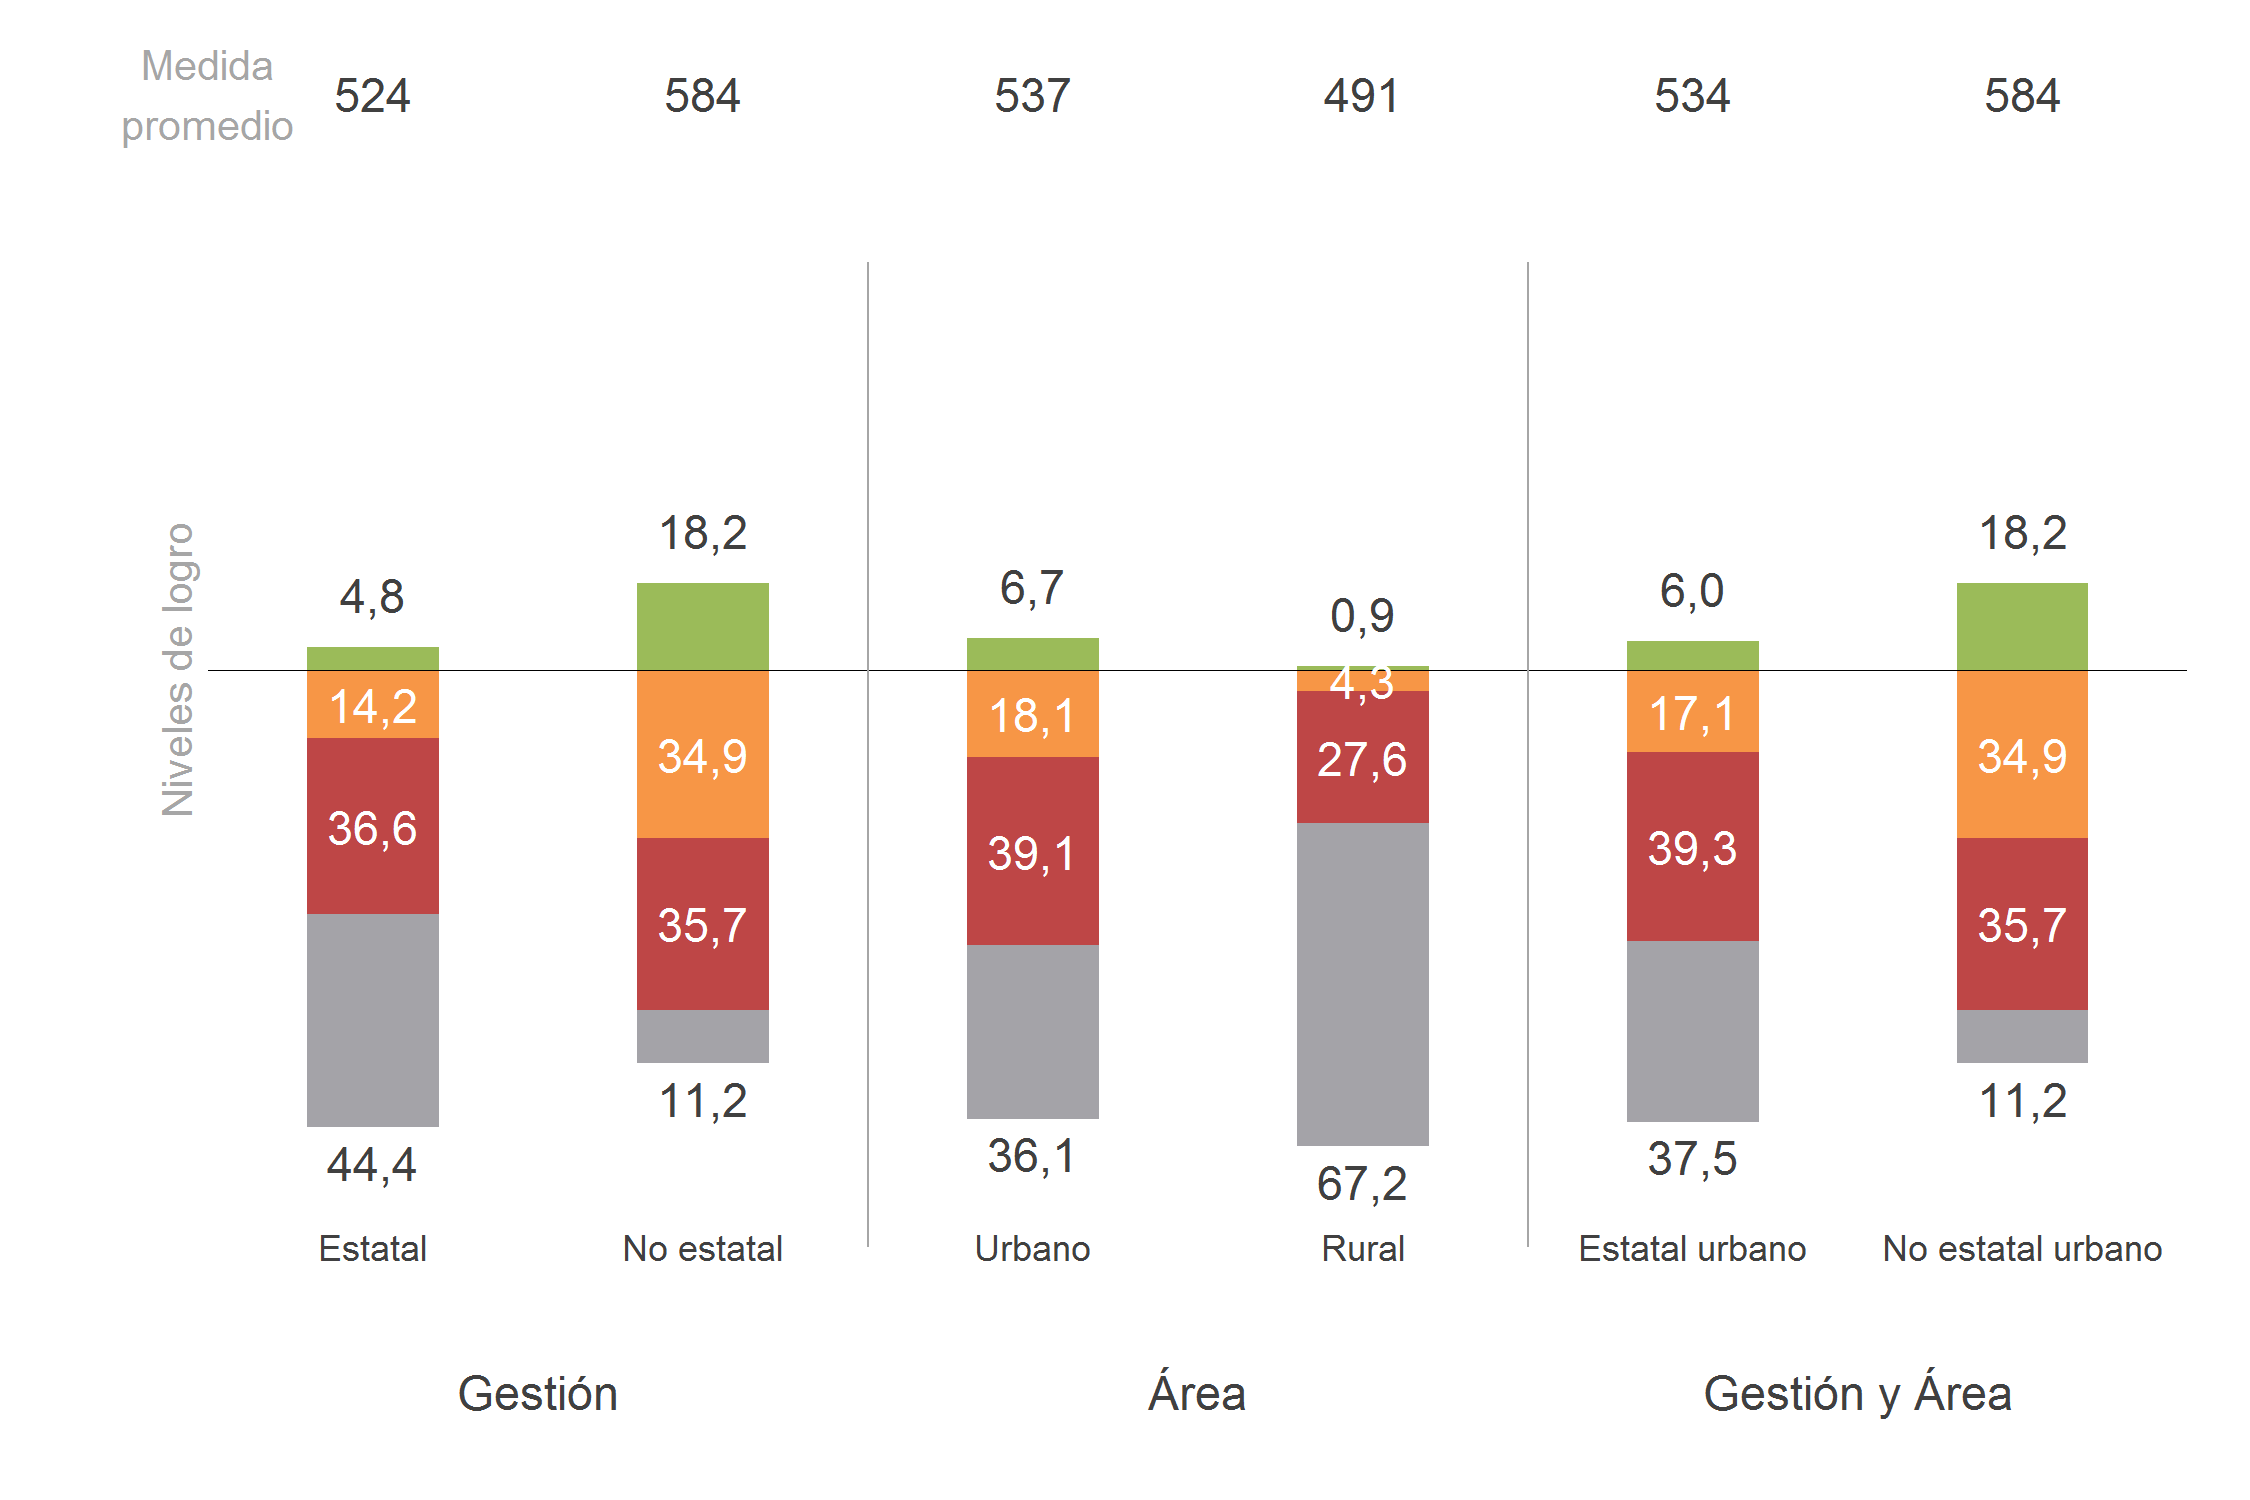 Medida
promedio
524 584 537 491 534 584
Niveles de logro
4,8 18,2 6,7 0,9 6,0 18,2
14,2 34,9 18,1 4,3 17,1 34,9
36,6 35,7 39,1 27,6 39,3 35,7
44,4 11,2 36,1 67,2 37,5 11,2
Estatal No estatal Urbano Rural Estatal urbano No estatal urbano
Gestión Área Gestión y Área